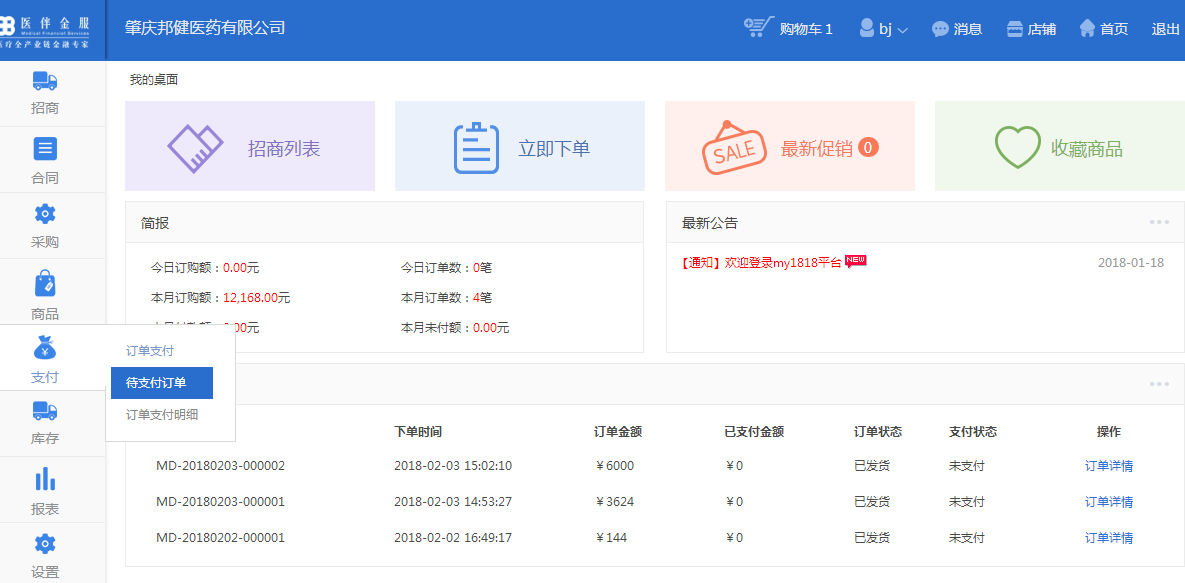 医伴金服
Medical Financial Services
医疗全产业链金融专家
肇庆邦健医药有限公司
购物车 1
bj
消息
店铺
首页
退出
招商
合同
采购
商品
支付
库存
报表
设置
我的桌面
招商列表
立即下单
SALE
最新促销 0
收藏商品
简报
今日订购额：0.00元
今日订单数：0笔
本月订购额：12,168.00元
本月订单数：4笔
.00元
本月未付额：0.00元
最新公告
【通知】欢迎登录my1818平台 NEW
2018-01-18
订单支付
待支付订单
订单支付明细
下单时间 订单金额 已支付金额 订单状态 支付状态 操作
MD-20180203-000002 2018-02-03 15:02:10 ￥6000 ￥0 已发货 未支付 订单详情
MD-20180203-000001 2018-02-03 14:53:27 ￥3624 ￥0 已发货 未支付 订单详情
MD-20180202-000001 2018-02-02 16:49:17 ￥144 ￥0 已发货 未支付 订单详情